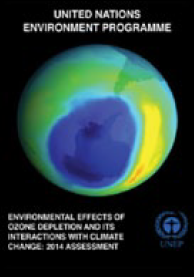 UNITED NATIONS
ENVIRONMENT PROGRAMME
ENVIRONMENTAL EFFECTS OF
OZONE DEPLETION AND ITS
INTERACTIONS WITH CLIMATE
CHANGE: 2014 ASSESSMENT
UNEP